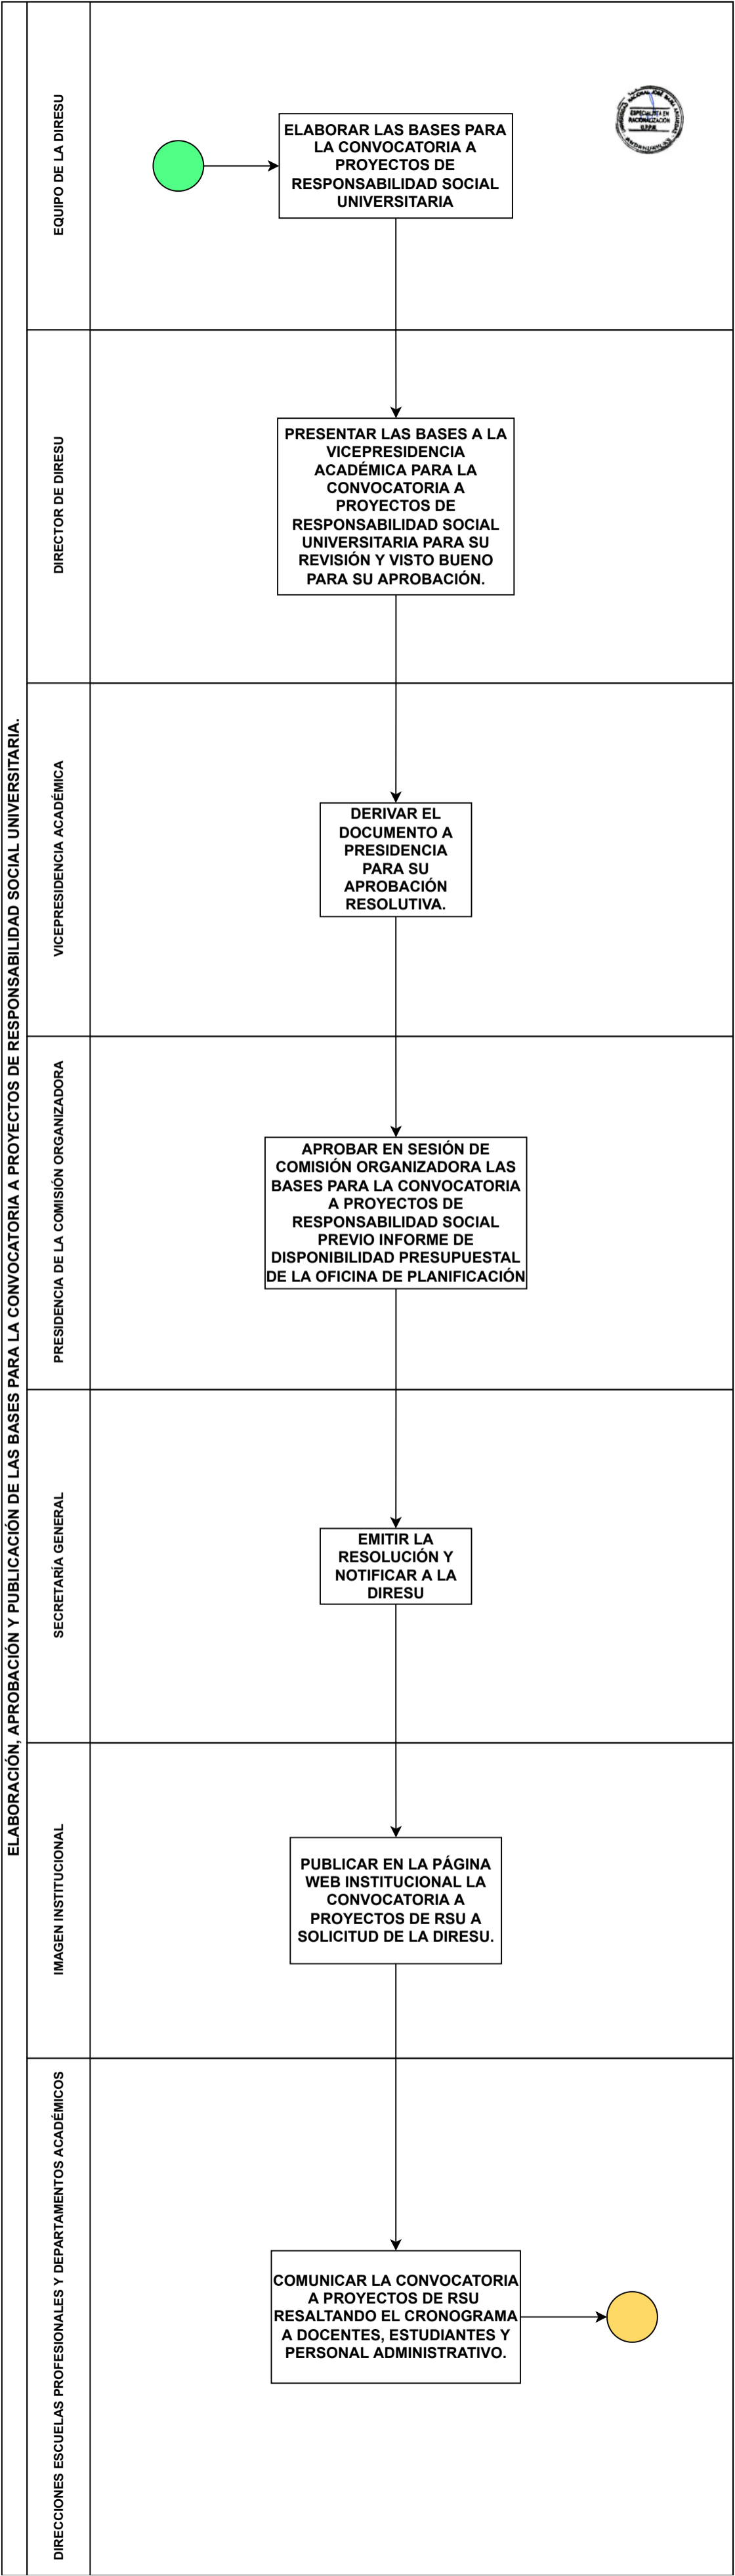 ELABORACIÓN, APROBACIÓN Y PUBLICACIÓN DE LAS BASES PARA LA CONVOCATORIA A PROYECTOS DE RESPONSABILIDAD SOCIAL UNIVERSITARIA.
EQUIPO DE LA DIRESU
ELABORAR LAS BASES PARA
LA CONVOCATORIA A
PROYECTOS DE
RESPONSABILIDAD SOCIAL
UNIVERSITARIA
ESPECIALISTA EN
RACIONALIZACIÓN
DIRECTOR DE DIRESU
PRESENTAR LAS BASES A LA
VICEPRESIDENCIA
ACADÉMICA PARA LA
CONVOCATORIA A
PROYECTOS DE
RESPONSABILIDAD SOCIAL
UNIVERSITARIA PARA SU
REVISIÓN Y VISTO BUENO
PARA SU APROBACIÓN.
VICEPRESIDENCIA ACADÉMICA
DERIVAR EL
DOCUMENTO A
PRESIDENCIA
PARA SU
APROBACIÓN
RESOLUTIVA.
PRESIDENCIA DE LA COMISIÓN ORGANIZADORA
APROBAR EN SESIÓN DE
COMISIÓN ORGANIZADORA LAS
BASES PARA LA CONVOCATORIA
A PROYECTOS DE
RESPONSABILIDAD SOCIAL
PREVIO INFORME DE
DISPONIBILIDAD PRESUPUESTAL
DE LA OFICINA DE PLANIFICACIÓN
SECRETARÍA GENERAL
EMITIR LA
RESOLUCIÓN Y
NOTIFICAR A LA
DIRESU
IMAGEN INSTITUCIONAL
PUBLICAR EN LA PÁGINA
WEB INSTITUCIONAL LA
CONVOCATORIA A
PROYECTOS DE RSU A
SOLICITUD DE LA DIRESU.
DIRECCIONES ESCUELAS PROFESIONALES Y DEPARTAMENTOS ACADÉMICOS
COMUNICAR LA CONVOCATORIA
A PROYECTOS DE RSU
RESALTANDO EL CRONOGRAMA
A DOCENTES, ESTUDIANTES Y
PERSONAL ADMINISTRATIVO.